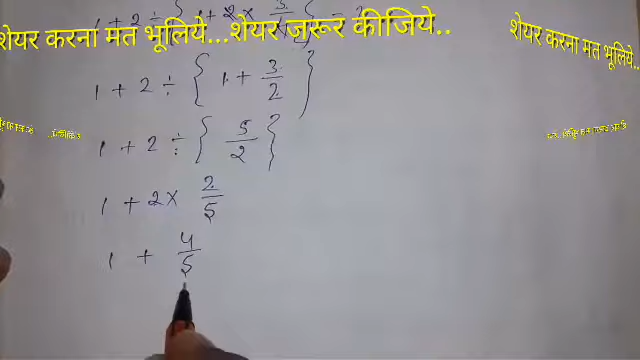 शेयर करना मत भूलिये...शेयर ज़रूर कीजिये..
शेयर करना मत भूलिये..
1 + 2 ÷ { 1 + 3/2 }
1 + 2 ÷ { 5/2 }
1 + 2 × 2/5
1 + 4/5